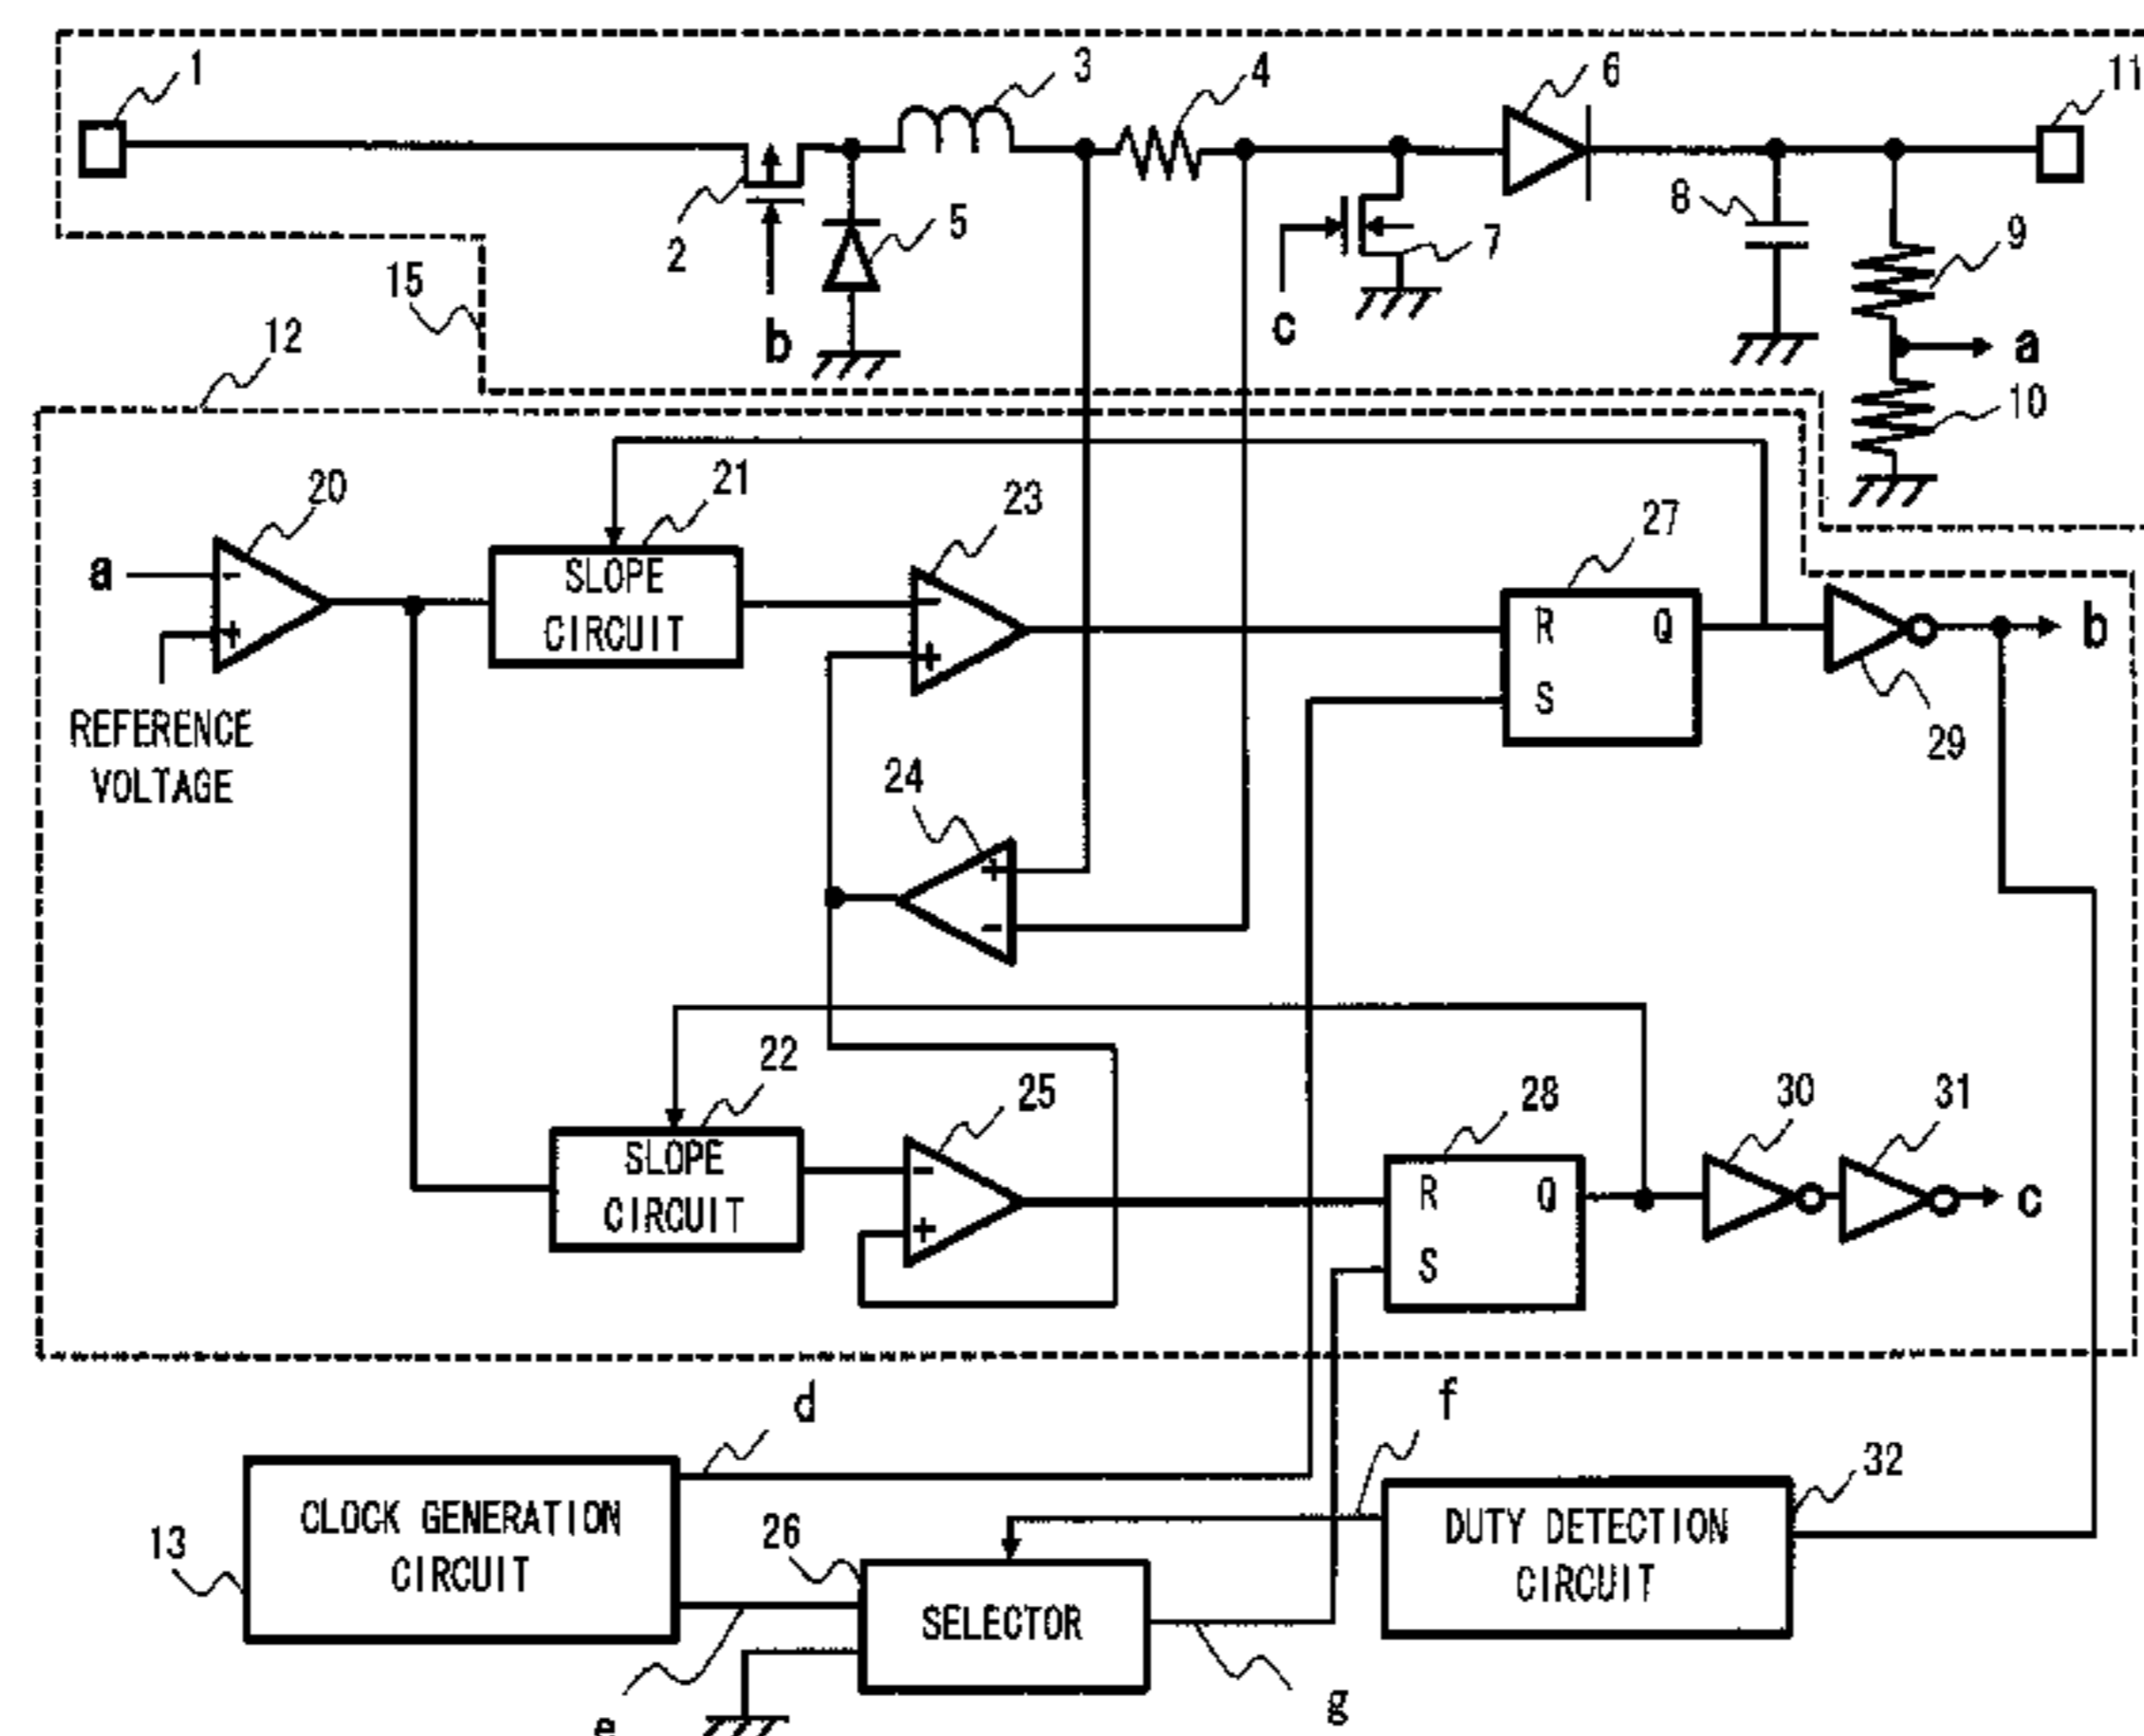 1
3
4
6
11
2
5
7
8
9
15
b
c
a
12
10
20
21
23
27
a
-
+
SLOPE
CIRCUIT
-
+
R
Q
S
b
REFERENCE
VOLTAGE
29
24
+
-
22
25
28
30
31
SLOPE
CIRCUIT
-
+
R
Q
S
c
d
f
32
13
CLOCK GENERATION
CIRCUIT
26
DUTY DETECTION
CIRCUIT
SELECTOR
e
g